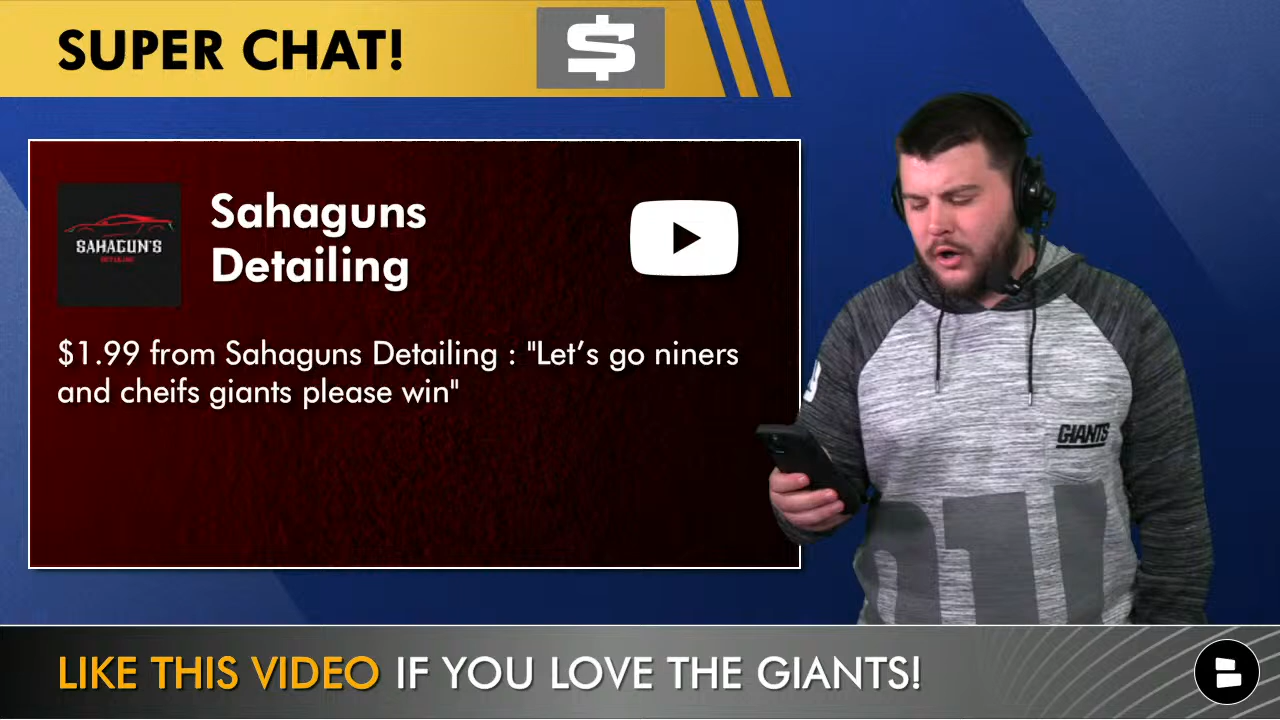 SUPER CHAT!
$
SAHAGUN'S
DETAILING
Sahaguns
Detailing
$1.99 from Sahaguns Detailing : "Let’s go niners
and cheifs giants please win"
GIANTS
LIKE THIS VIDEO IF YOU LOVE THE GIANTS!